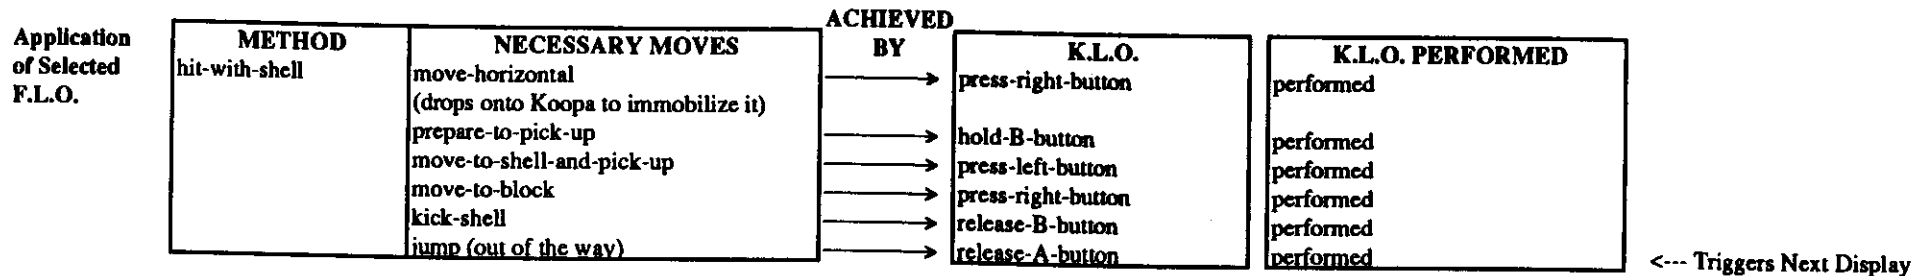 ACHIEVED
Application METHOD NECESSARY MOVES BY K.L.O. K.L.O. PERFORMED
of Selected hit-with-shell move-horizontal press-right-button performed
F.L.O. (drops onto Koopa to immobilize it)
prepare-to-pick-up hold-B-button performed
move-to-shell-and-pick-up press-left-button performed
move-to-block press-right-button performed
kick-shell release-B-button performed
jump (out of the way) release-A-button performed
<--- Triggers Next Display